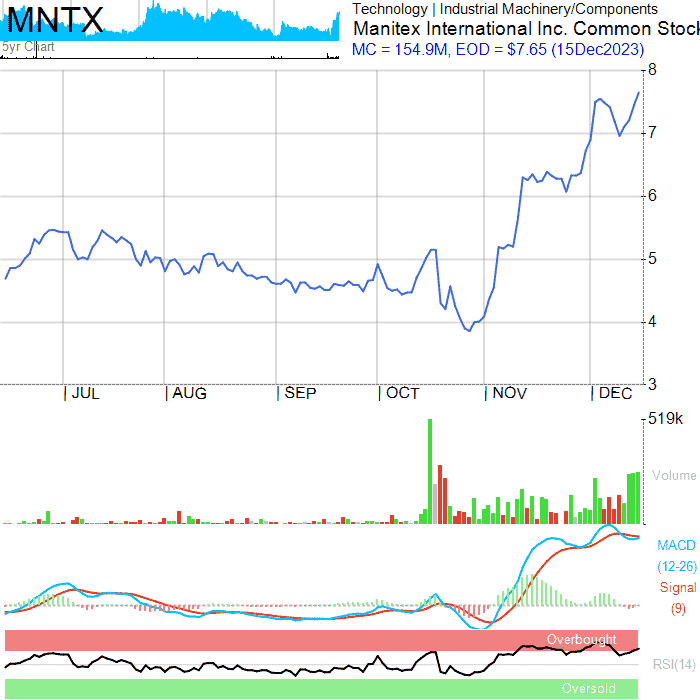 MNTX
5yr Chart
Technology | Industrial Machinery/Components
Manitex International Inc. Common Stock
MC = 154.9M, EOD = $7.65 (15Dec2023)
8
7
6
5
4
3
JUL AUG SEP OCT NOV DEC
519k
Volume
MACD
(12-26)
Signal
(9)
Overbought
RSI(14)
Oversold